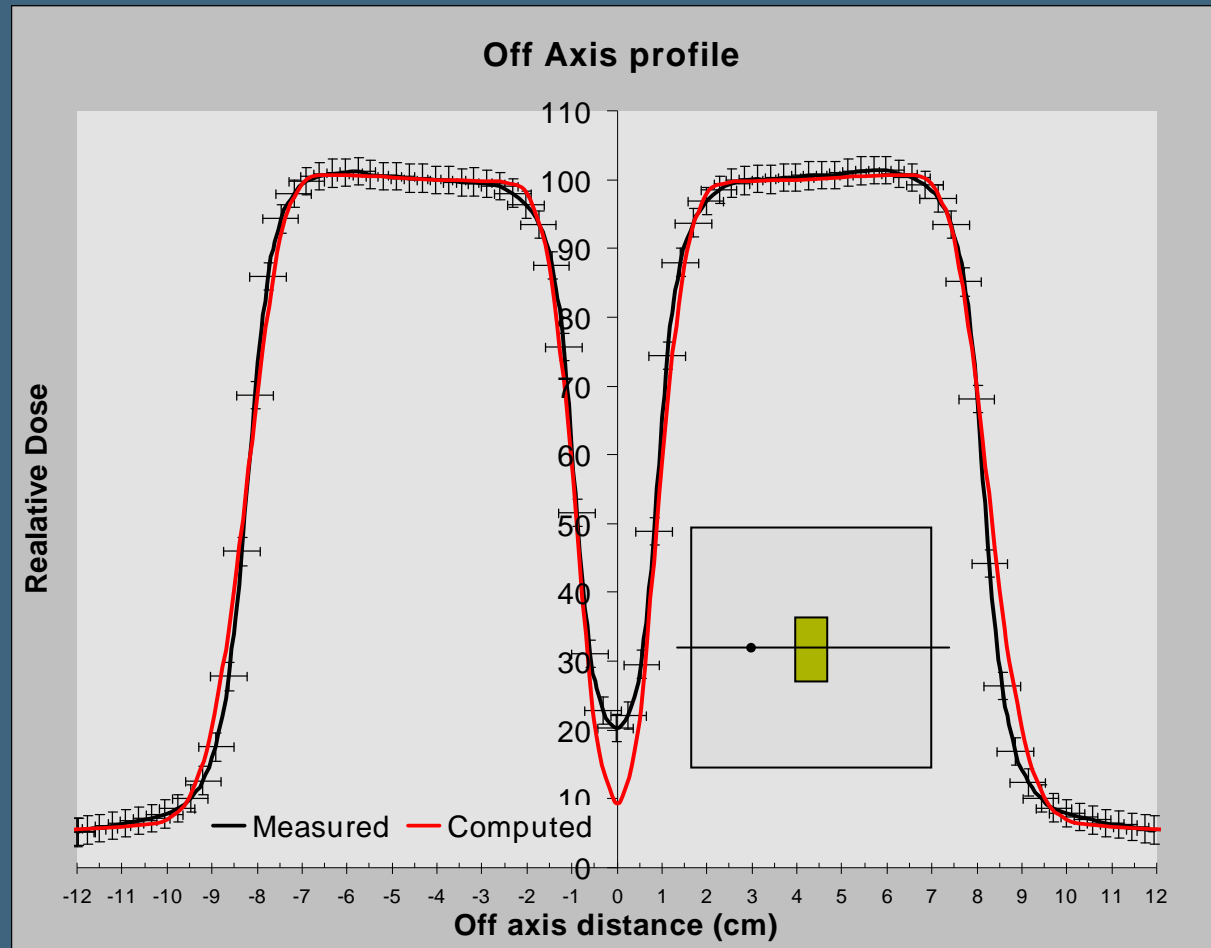 Off Axis profile
Realative Dose
110
100
90
80
70
60
50
40
30
20
10
0
Measured Computed
-12 -11 -10 -9 -8 -7 -6 -5 -4 -3 -2 -1 0 1 2 3 4 5 6 7 8 9 10 11 12
Off axis distance (cm)